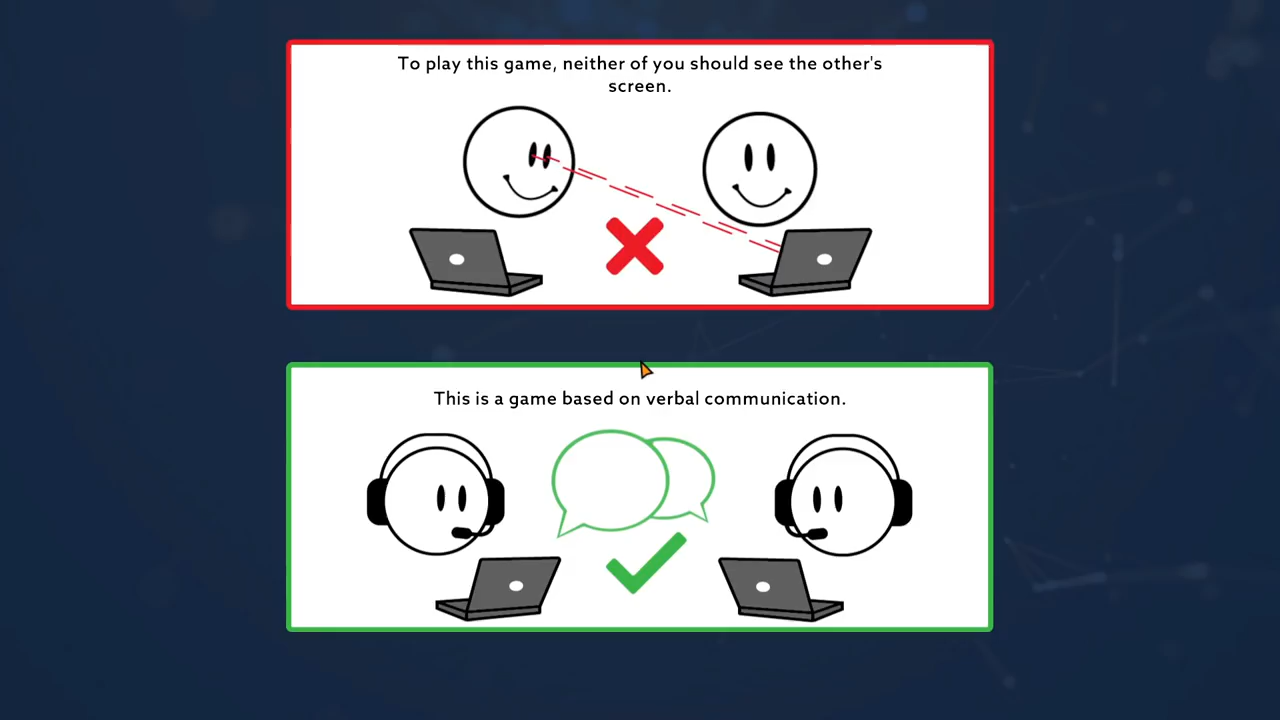 To play this game, neither of you should see the other's
screen.
This is a game based on verbal communication.